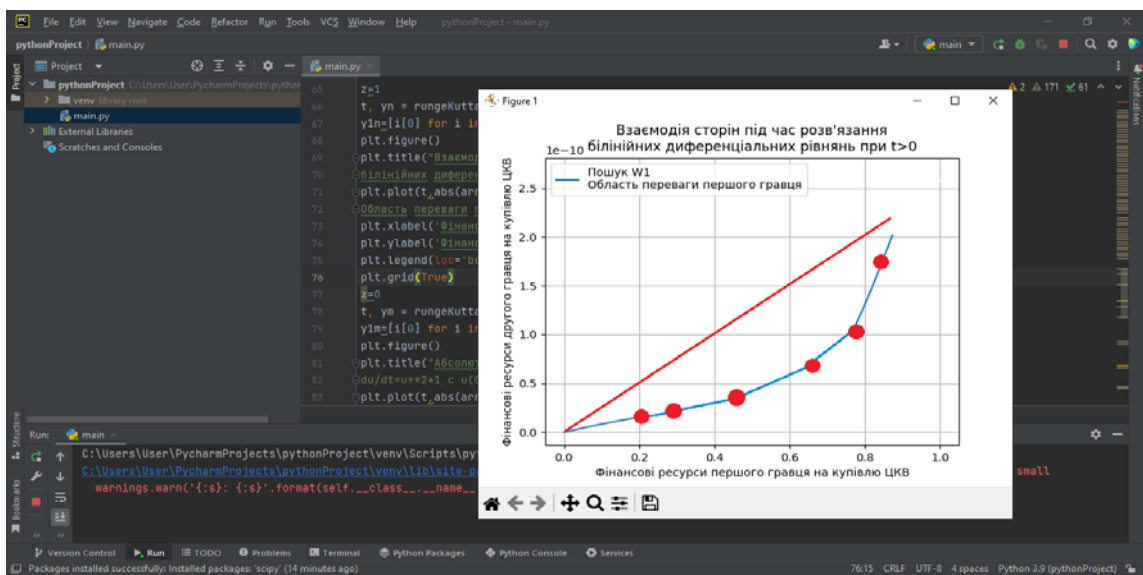 File Edit View Navigate Code Refactor Run Tools VCS Window Help pythonProject - main.py
pythonProject main.py
main
Project
main.py
pythonProject C:\Users\User\PycharmProjects\python
venv library root
main.py
External Libraries
Scratches and Consoles
2 171 61
65 z=1
66 t, yn = rungeKutta
67 y1n=[i[0] for i in
68 plt.figure()
69 plt.title("Взаємод
70 білінійних диферен
71 plt.plot(t,abs(arr
72 Область переваги п
73 plt.xlabel('Фінанс
74 plt.ylabel('Фінанс
75 plt.legend(loc='be
76 plt.grid(True)
77 z=0
78 t, ym = rungeKutta
79 y1m=[i[0] for i in
80 plt.figure()
81 plt.title("Абсолют
82 du/dt=u**2+1 с u(0
83 plt.plot(t,abs(arr
Figure 1
Взаємодія сторін під час розв'язання
1e-10 білінійних диференціальних рівнянь при t>0
Пошук W1
Область переваги першого гравця
Фінансові ресурси другого гравця на купівлю ЦКВ
2.5
2.0
1.5
1.0
0.5
0.0
0.0 0.2 0.4 0.6 0.8 1.0
Фінансові ресурси першого гравця на купівлю ЦКВ
Project
Notifications
Structure
Bookmarks
Run: main
C:\Users\User\PycharmProjects\pythonProject\venv\Scripts\py
C:\Users\User\PycharmProjects\pythonProject\venv\lib\site-pa small
warnings.warn('{:s}: {:s}'.format(self.__class__.__name__
Version Control Run TODO Problems Terminal Python Packages Python Console Services
Packages installed successfully: Installed packages: 'scipy' (14 minutes ago) 76:15 CRLF UTF-8 4 spaces Python 3.9 (pythonProject)